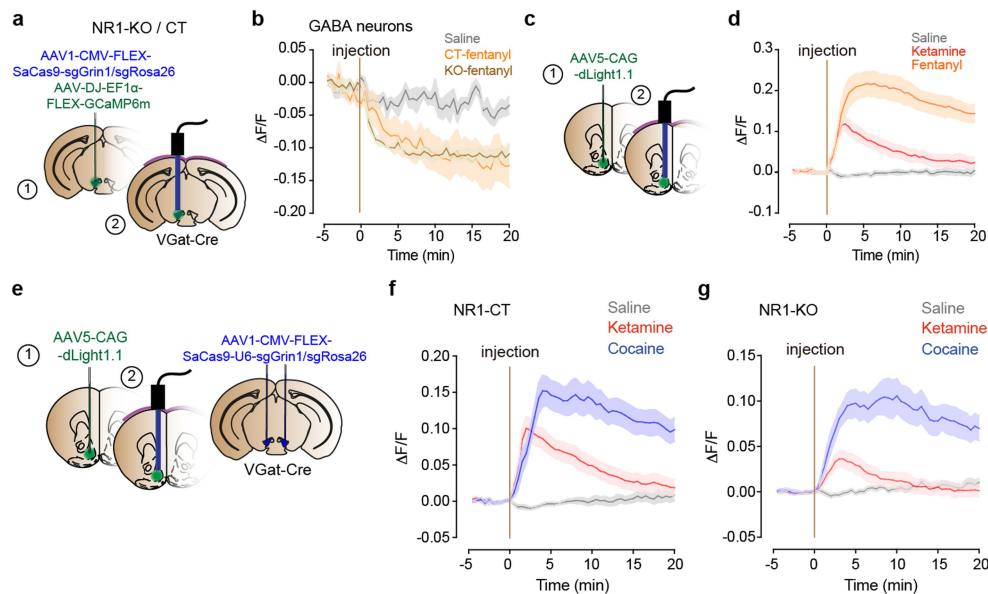 a
NR1-KO / CT
AAV1-CMV-FLEX-
SaCas9-sgGrin1/sgRosa26
AAV-DJ-EF1α-
FLEX-GCaMP6m
1
2
VGat-Cre
b
GABA neurons
injection
Saline
CT-fentanyl
KO-fentanyl
ΔF/F
0.05
0.00
-0.05
-0.10
-0.15
-0.20
-5 0 5 10 15 20
Time (min)
c
AAV5-CAG
-dLight1.1
1
2
d
injection
Saline
Ketamine
Fentanyl
ΔF/F
0.3
0.2
0.1
0.0
-0.1
-5 0 5 10 15 20
Time (min)
e
AAV5-CAG
-dLight1.1
1
2
AAV1-CMV-FLEX-
SaCas9-U6-sgGrin1/sgRosa26
VGat-Cre
f
NR1-CT
Saline
Ketamine
Cocaine
injection
ΔF/F
0.20
0.15
0.10
0.05
0.00
-0.05
-5 0 5 10 15 20
Time (min)
g
NR1-KO
Saline
Ketamine
Cocaine
injection
ΔF/F
0.20
0.15
0.10
0.05
0.00
-0.05
-5 0 5 10 15 20
Time (min)